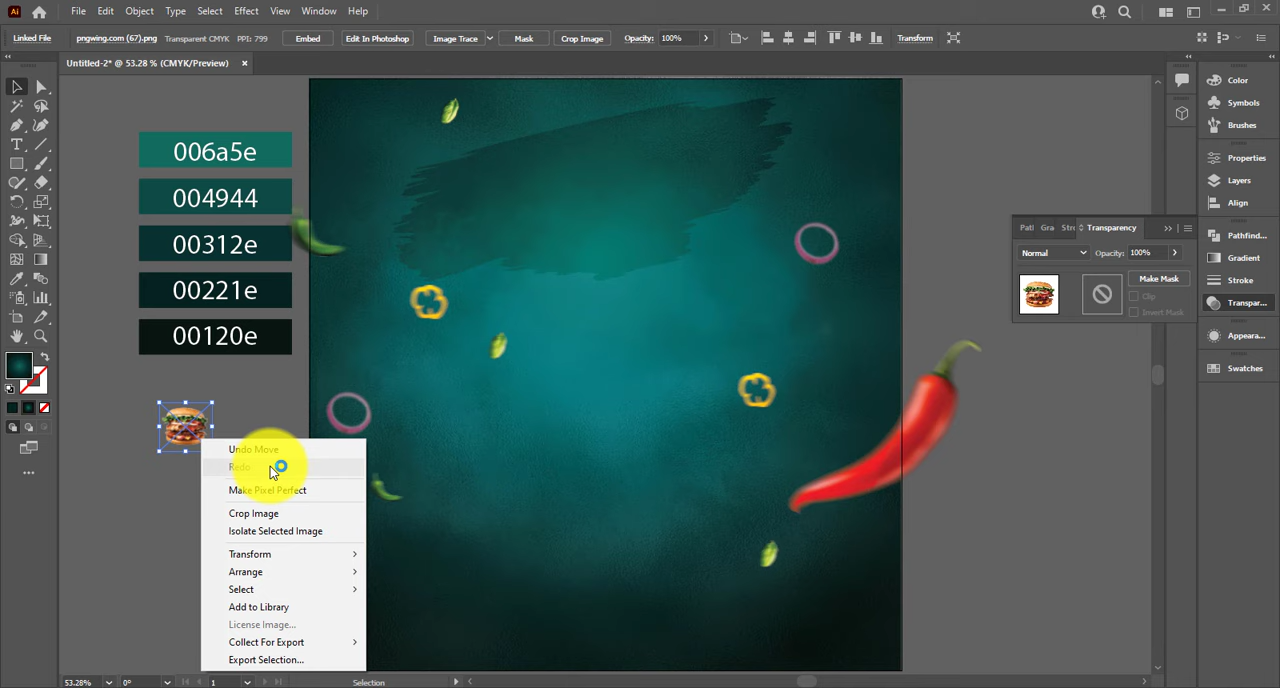 Ai File Edit Object Type Select Effect View Window Help
Linked File pngwing.com (67).png Transparent CMYK PPI: 799 Embed Edit In Photoshop Image Trace Mask Crop Image Opacity: 100% Transform
Untitled-2* @ 53.28 % (CMYK/Preview) ×
006a5e
004944
00312e
00221e
00120e
Undo Move
Redo
Make Pixel Perfect
Crop Image
Isolate Selected Image
Transform
Arrange
Select
Add to Library
License Image...
Collect For Export
Export Selection...
Patl Gra Str Transparency
Normal Opacity: 100%
Make Mask
Clip
Invert Mask
Color
Symbols
Brushes
Properties
Layers
Align
Pathfind...
Gradient
Stroke
Transpar...
Appeara...
Swatches
53.28% 0° 1 Selection